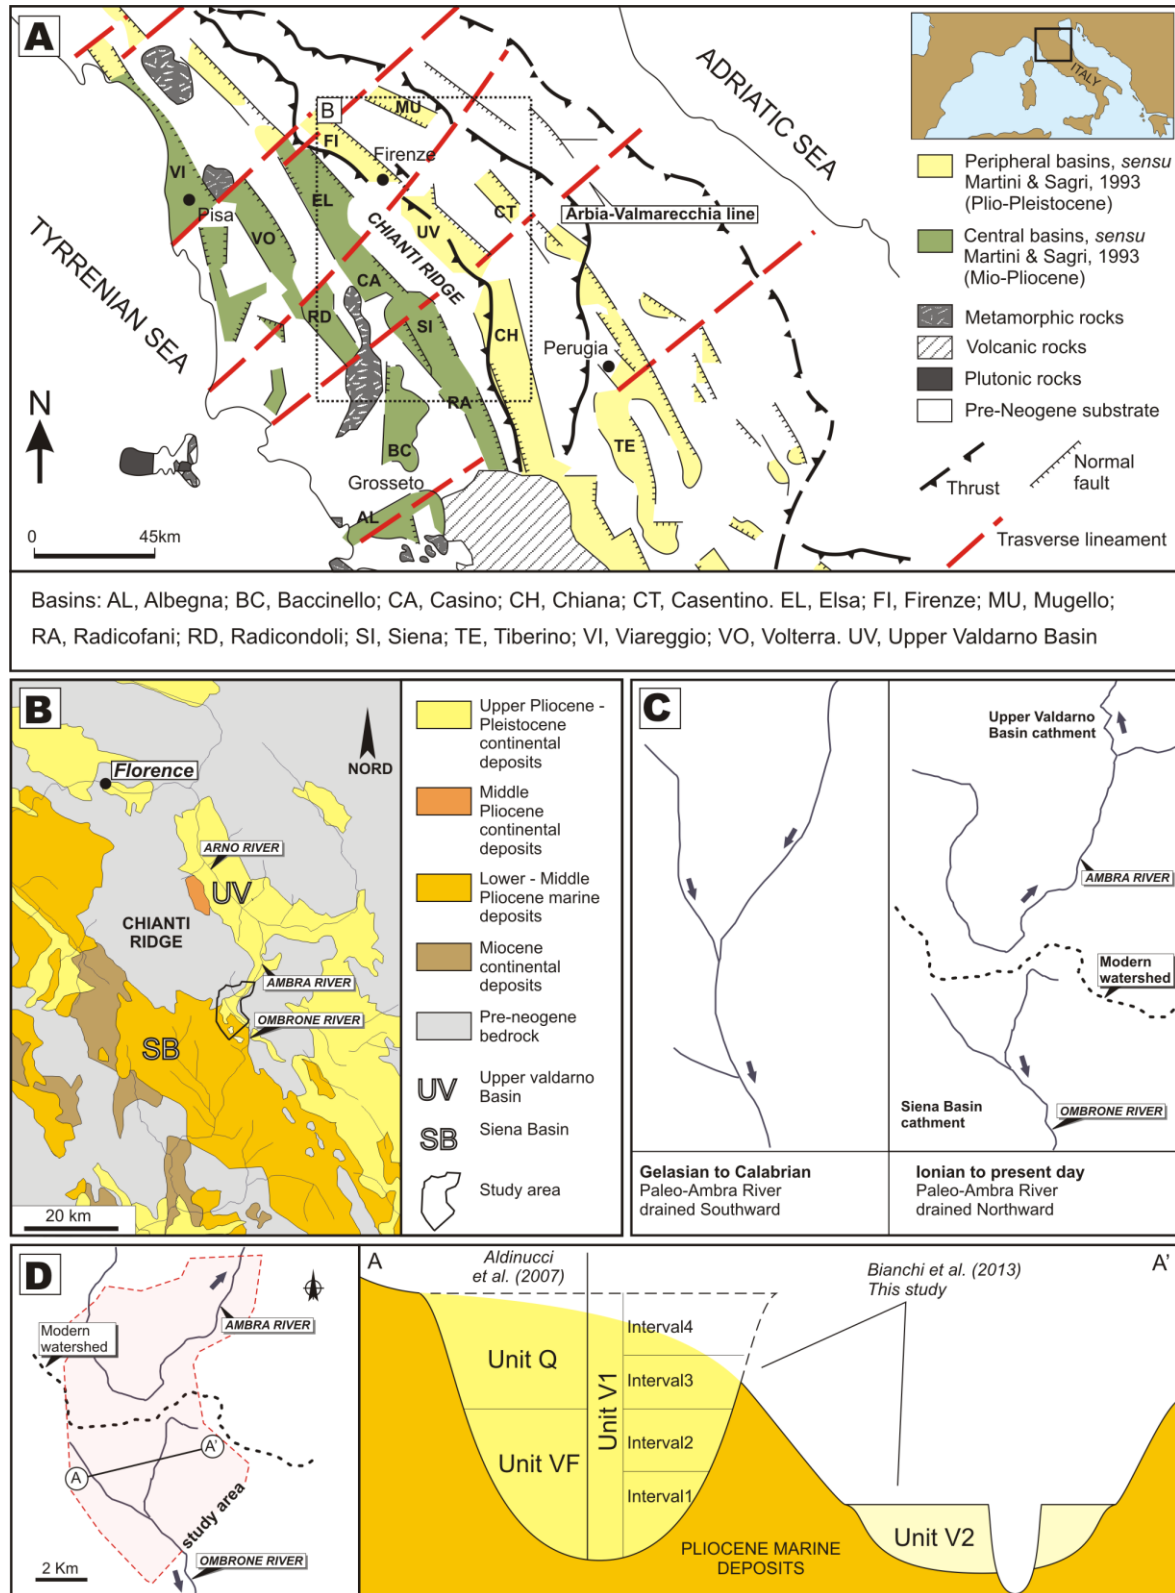 A
ADRIATIC SEA
ITALY
B
MU
FI
Firenze
VI
Pisa
EL
CT
VO
UV
Arbia-Valmarecchia line
CHIANTI RIDGE
TYRRENIAN SEA
CA
RD
SI
CH
Perugia
RA
N
BC
TE
Grosseto
AL
0 45km
Peripheral basins, sensu
Martini & Sagri, 1993
(Plio-Pleistocene)
Central basins, sensu
Martini & Sagri, 1993
(Mio-Pliocene)
Metamorphic rocks
Volcanic rocks
Plutonic rocks
Pre-Neogene substrate
Thrust
Normal
fault
Trasverse lineament
Basins: AL, Albegna; BC, Baccinello; CA, Casino; CH, Chiana; CT, Casentino. EL, Elsa; FI, Firenze; MU, Mugello;
RA, Radicofani; RD, Radicondoli; SI, Siena; TE, Tiberino; VI, Viareggio; VO, Volterra. UV, Upper Valdarno Basin
B
NORD
Florence
ARNO RIVER
UV
CHIANTI
RIDGE
AMBRA RIVER
OMBRONE RIVER
SB
20 km
Upper Pliocene -
Pleistocene
continental
deposits
Middle
Pliocene
continental
deposits
Lower - Middle
Pliocene marine
deposits
Miocene
continental
deposits
Pre-neogene
bedrock
UV
Upper valdarno
Basin
SB
Siena Basin
Study area
C
Upper Valdarno
Basin cathment
AMBRA RIVER
Modern
watershed
Siena Basin
cathment
OMBRONE RIVER
Gelasian to Calabrian
Paleo-Ambra River
drained Southward
Ionian to present day
Paleo-Ambra River
drained Northward
D
Modern
watershed
AMBRA RIVER
A
A'
study area
2 Km
OMBRONE RIVER
A
Aldinucci
et al. (2007)
Bianchi et al. (2013)
This study
A'
Unit Q
Unit VF
Unit V1
Interval4
Interval3
Interval2
Interval1
Unit V2
PLIOCENE MARINE
DEPOSITS